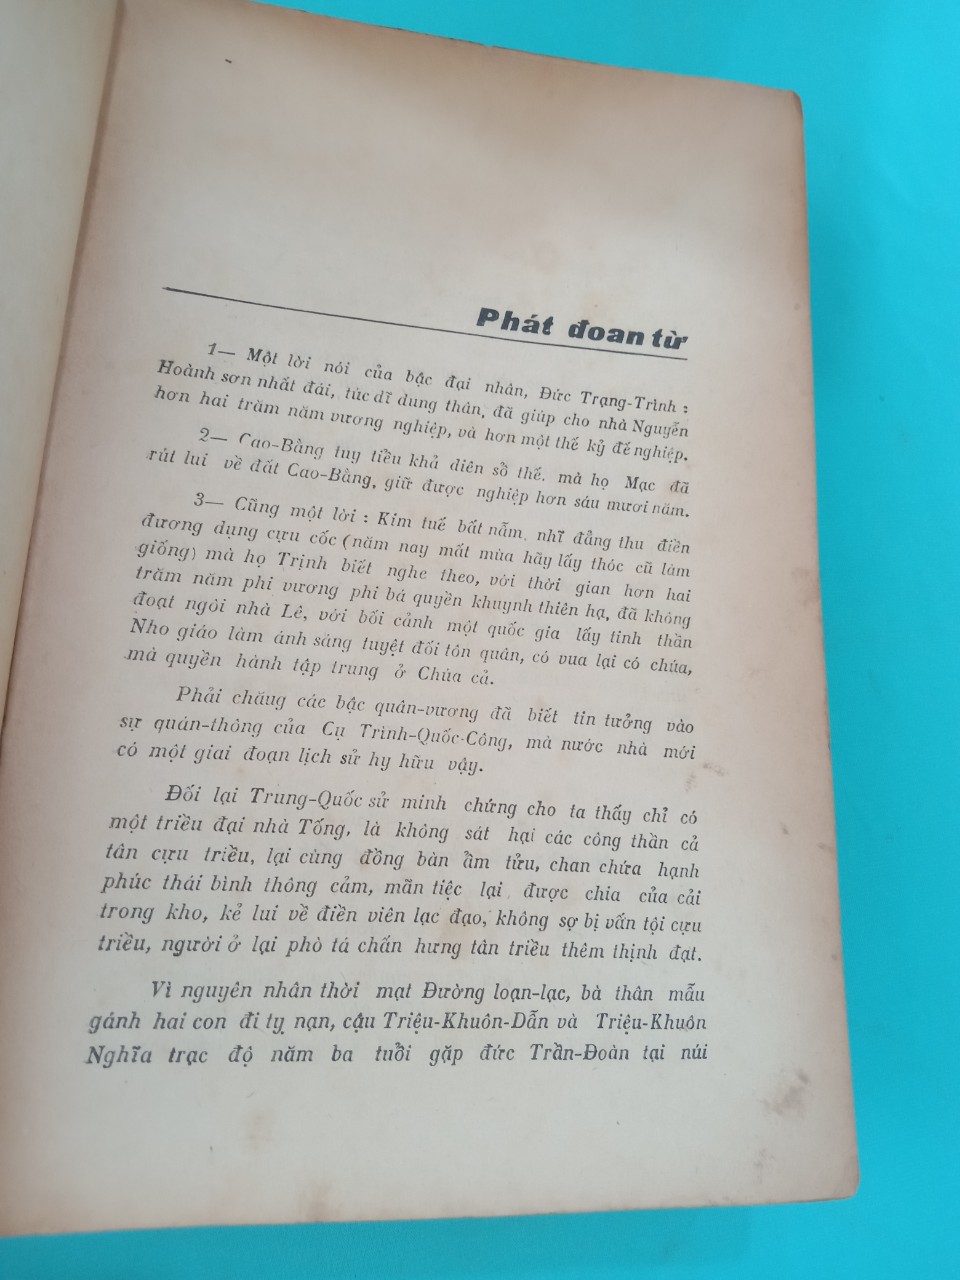 Phát đoan từ
1— Một lời nói của bậc đại nhân, Đức Trạng-Trình :
Hoành sơn nhất đái, túc dĩ dung thân, đã giúp cho nhà Nguyễn
hơn hai trăm năm vương nghiệp, và hơn một thế kỷ đế nghiệp.
2— Cao-Bằng tuy tiểu khả diên sồ thế, mà họ Mạc đã
rút lui về đất Cao-Bằng, giữ được nghiệp hơn sáu mươi năm.
3— Cũng một lời : Kim tuế bất nẫm, nhĩ đẳng thu điền
đương dụng cựu cốc (năm nay mất mùa hãy lấy thóc cũ làm
giống) mà họ Trịnh biết nghe theo, với thời gian hơn hai
trăm năm phi vương phi bá quyền khuynh thiên hạ, đã không
đoạt ngôi nhà Lê, với bối cảnh một quốc gia lấy tinh thần
Nho giáo làm ánh sáng tuyệt đối tôn quân, có vua lại có chúa,
mà quyền hành tập trung ở Chúa cả.
Phải chăug các bậc quân-vương đã biết tin tưởng vào
sự quán-thông của Cụ Trình-Quốc-Công, mà nước nhà mới
có một giai đoạn lịch sử hy hữu vậy.
Đối lại Trung-Quốc sử minh chứng cho ta thấy chỉ có
một triều đại nhà Tống, là không sát hại các công thần cả
tân cựu triều, lại cùng đồng bàn ẩm tửu, chan chứa hạnh
phúc thái bình thông cảm, mãn tiệc lại được chia của cải
trong kho, kẻ lui về điền viên lạc đạo, không sợ bị vấn tội cựu
triều, người ở lại phò tá chấn hưng tân triều thêm thịnh đạt.
Vì nguyên nhân thời mạt Đường loạn-lạc, bà thân mẫu
gánh hai con đi tỵ nạn, cậu Triệu-Khuôn-Dẫn và Triệu-Khuôn
Nghĩa trạc độ năm ba tuổi gặp đức Trần-Đoàn tại núi